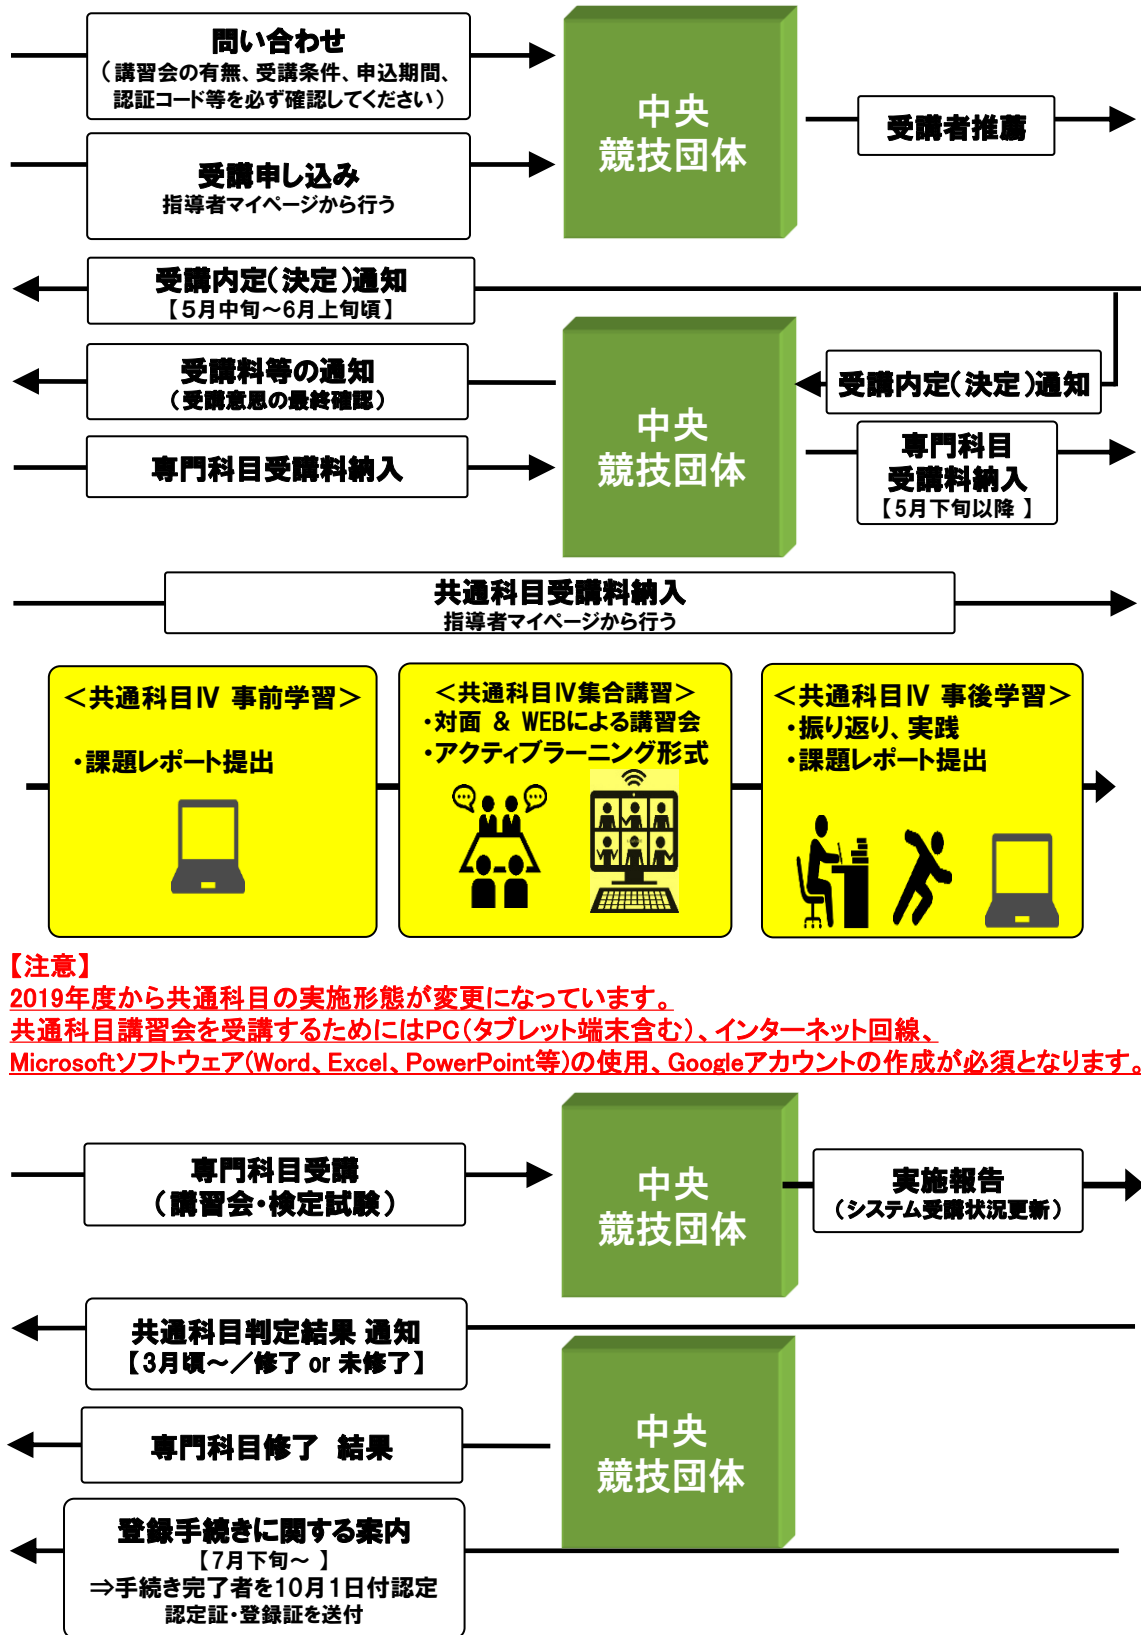 問い合わせ
（講習会の有無、受講条件、申込期間、
認証コード等を必ず確認してください）
中央
競技団体
受講者推薦
受講申し込み
指導者マイページから行う
受講内定（決定）通知
【５月中旬～6月上旬頃】
受講料等の通知
（受講意思の最終確認）
中央
競技団体
受講内定（決定）通知
専門科目受講料納入
専門科目
受講料納入
【５月下旬以降 】
共通科目受講料納入
指導者マイページから行う
＜共通科目Ⅳ 事前学習＞
・課題レポート提出
＜共通科目Ⅳ集合講習＞
・対面 ＆ WEBによる講習会
・アクティブラーニング形式
＜共通科目Ⅳ 事後学習＞
・振り返り、実践
・課題レポート提出
【注意】
2019年度から共通科目の実施形態が変更になっています。
共通科目講習会を受講するためにはPC（タブレット端末含む）、インターネット回線、
Microsoftソフトウェア(Word、Excel、PowerPoint等)の使用、Googleアカウントの作成が必須となります。
専門科目受講
（講習会・検定試験）
中央
競技団体
実施報告
（システム受講状況更新）
共通科目判定結果 通知
【3月頃～／修了 or 未修了】
中央
競技団体
専門科目修了 結果
登録手続きに関する案内
【7月下旬～ 】
⇒手続き完了者を10月1日付認定
認定証・登録証を送付